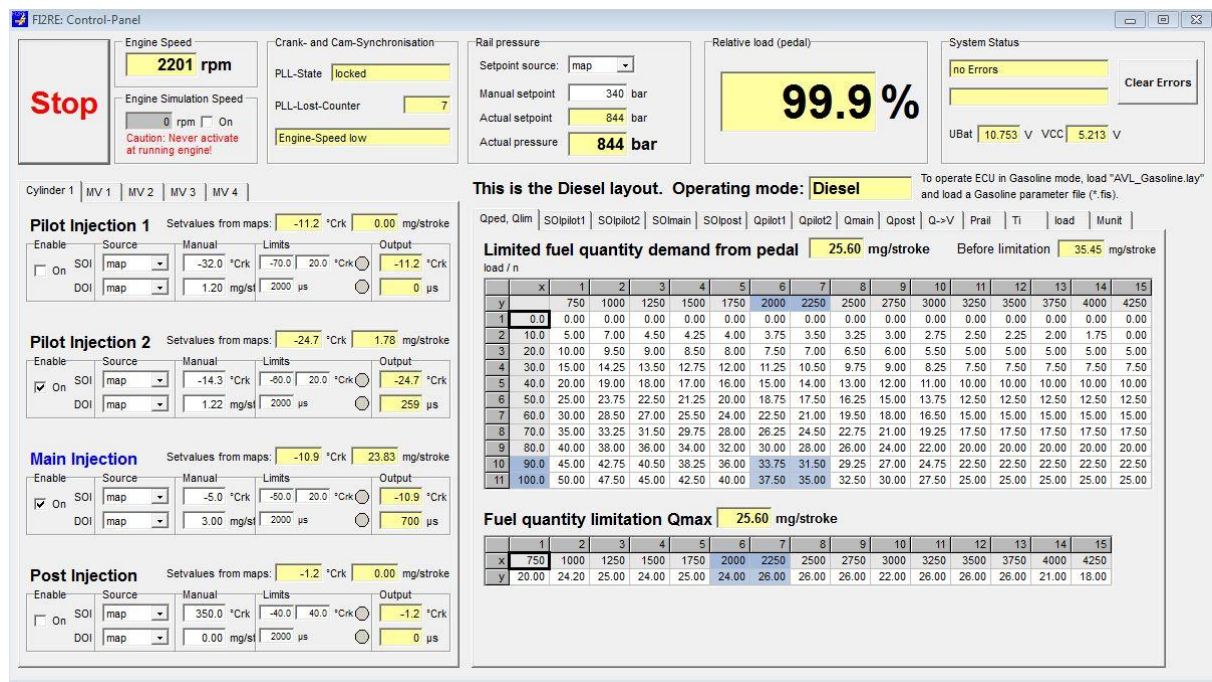 FI2RE: Control-Panel
Stop
Engine Speed
2201 rpm
Engine Simulation Speed
0 rpm On
Caution: Never activate
at running engine!
Crank- and Cam-Synchronisation
PLL-State locked
PLL-Lost-Counter 7
Engine-Speed low
Rail pressure
Setpoint source: map
Manual setpoint 340 bar
Actual setpoint 844 bar
Actual pressure 844 bar
Relative load (pedal)
99.9 %
System Status
no Errors
Clear Errors
UBat 10.753 V VCC 5.213 V
Cylinder 1 MV 1 MV 2 MV 3 MV 4
Pilot Injection 1 Setvalues from maps: -11.2 °Crk 0.00 mg/stroke
Enable Source Manual Limits Output
On SOI map -32.0 °Crk -70.0 20.0 °Crk -11.2 °Crk
DOI map 1.20 mg/st 2000 µs 0 µs
Pilot Injection 2 Setvalues from maps: -24.7 °Crk 1.78 mg/stroke
Enable Source Manual Limits Output
On SOI map -14.3 °Crk -60.0 20.0 °Crk -24.7 °Crk
DOI map 1.22 mg/st 2000 µs 259 µs
Main Injection Setvalues from maps: -10.9 °Crk 23.83 mg/stroke
Enable Source Manual Limits Output
On SOI map -5.0 °Crk -50.0 20.0 °Crk -10.9 °Crk
DOI map 3.00 mg/st 2000 µs 700 µs
Post Injection Setvalues from maps: -1.2 °Crk 0.00 mg/stroke
Enable Source Manual Limits Output
On SOI map 350.0 °Crk -40.0 40.0 °Crk -1.2 °Crk
DOI map 0.00 mg/st 2000 µs 0 µs
This is the Diesel layout. Operating mode: Diesel
To operate ECU in Gasoline mode, load "AVL_Gasoline.lay"
and load a Gasoline parameter file (*.fis).
Qped, Qlim SOIpilot1 SOIpilot2 SOImain SOIpost Qpilot1 Qpilot2 Qmain Qpost Q->V Prail Ti load Munit
Limited fuel quantity demand from pedal 25.60 mg/stroke Before limitation 35.45 mg/stroke
load / n
x 1 2 3 4 5 6 7 8 9 10 11 12 13 14 15
y 750 1000 1250 1500 1750 2000 2250 2500 2750 3000 3250 3500 3750 4000 4250
1 0.0 0.00 0.00 0.00 0.00 0.00 0.00 0.00 0.00 0.00 0.00 0.00 0.00 0.00 0.00 0.00
2 10.0 5.00 7.00 4.50 4.25 4.00 3.75 3.50 3.25 3.00 2.75 2.50 2.25 2.00 1.75 0.00
3 20.0 10.00 9.50 9.00 8.50 8.00 7.50 7.00 6.50 6.00 5.50 5.00 5.00 5.00 5.00 5.00
4 30.0 15.00 14.25 13.50 12.75 12.00 11.25 10.50 9.75 9.00 8.25 7.50 7.50 7.50 7.50 7.50
5 40.0 20.00 19.00 18.00 17.00 16.00 15.00 14.00 13.00 12.00 11.00 10.00 10.00 10.00 10.00 10.00
6 50.0 25.00 23.75 22.50 21.25 20.00 18.75 17.50 16.25 15.00 13.75 12.50 12.50 12.50 12.50 12.50
7 60.0 30.00 28.50 27.00 25.50 24.00 22.50 21.00 19.50 18.00 16.50 15.00 15.00 15.00 15.00 15.00
8 70.0 35.00 33.25 31.50 29.75 28.00 26.25 24.50 22.75 21.00 19.25 17.50 17.50 17.50 17.50 17.50
9 80.0 40.00 38.00 36.00 34.00 32.00 30.00 28.00 26.00 24.00 22.00 20.00 20.00 20.00 20.00 20.00
10 90.0 45.00 42.75 40.50 38.25 36.00 33.75 31.50 29.25 27.00 24.75 22.50 22.50 22.50 22.50 22.50
11 100.0 50.00 47.50 45.00 42.50 40.00 37.50 35.00 32.50 30.00 27.50 25.00 25.00 25.00 25.00 25.00
Fuel quantity limitation Qmax 25.60 mg/stroke
1 2 3 4 5 6 7 8 9 10 11 12 13 14 15
x 750 1000 1250 1500 1750 2000 2250 2500 2750 3000 3250 3500 3750 4000 4250
y 20.00 24.20 25.00 24.00 25.00 24.00 26.00 26.00 26.00 22.00 26.00 26.00 26.00 21.00 18.00